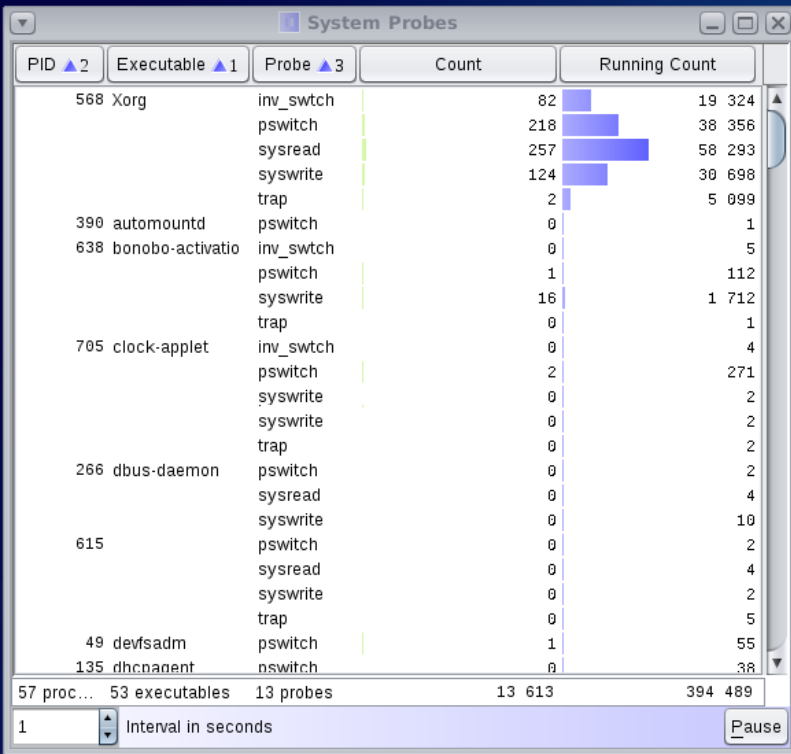 System Probes
PID 2 Executable 1 Probe 3 Count Running Count
568 Xorg inv_swtch 82 19 324
pswitch 218 38 356
sysread 257 58 293
syswrite 124 30 698
trap 2 5 099
390 automountd pswitch 0 1
638 bonobo-activatio inv_swtch 0 5
pswitch 1 112
syswrite 16 1 712
trap 0 1
705 clock-applet inv_swtch 0 4
pswitch 2 271
syswrite 0 2
syswrite 0 2
trap 0 2
266 dbus-daemon pswitch 0 2
sysread 0 4
syswrite 0 10
615 pswitch 0 2
sysread 0 4
syswrite 0 2
trap 0 5
49 devfsadm pswitch 1 55
135 dhcpagent pswitch 0 38
57 proc... 53 executables 13 probes 13 613 394 489
1 Interval in seconds Pause